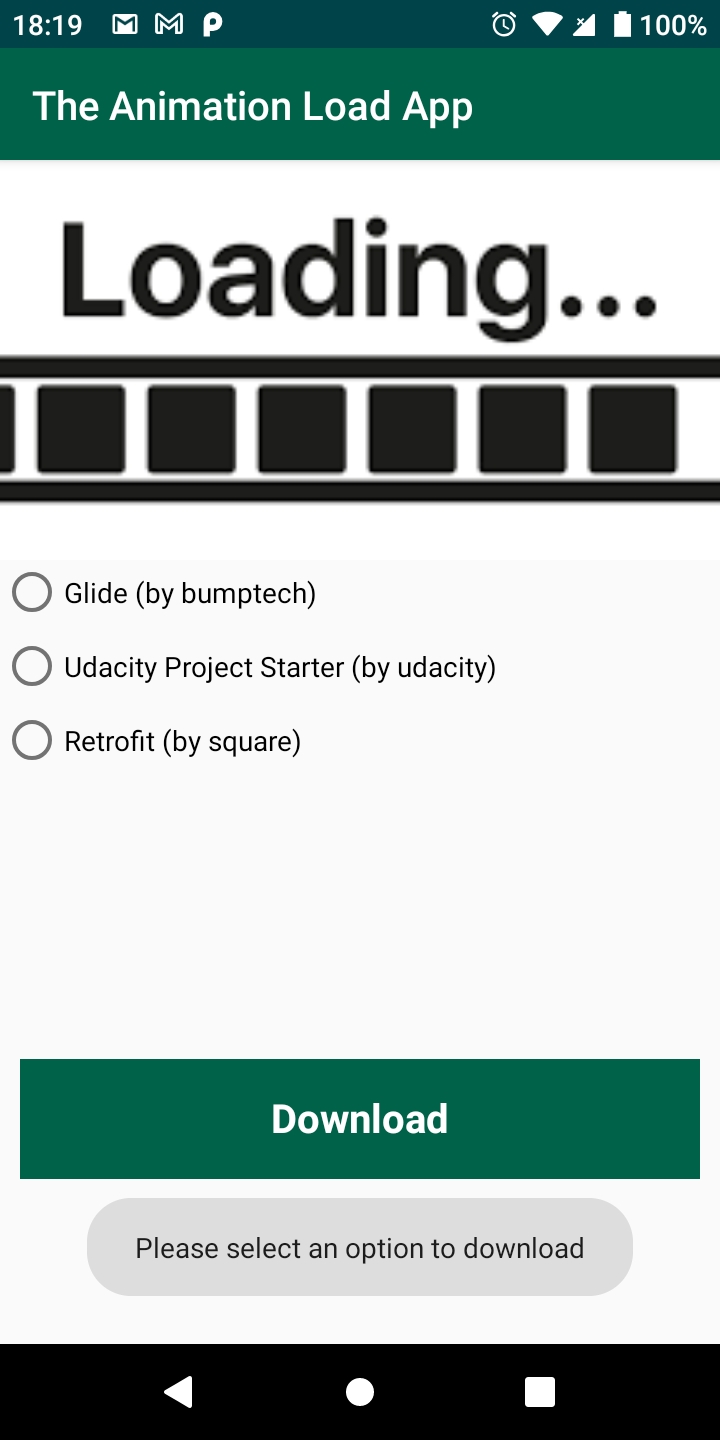 18:19 100%
The Animation Load App
Loading...
Glide (by bumptech)
Udacity Project Starter (by udacity)
Retrofit (by square)
Download
Please select an option to download